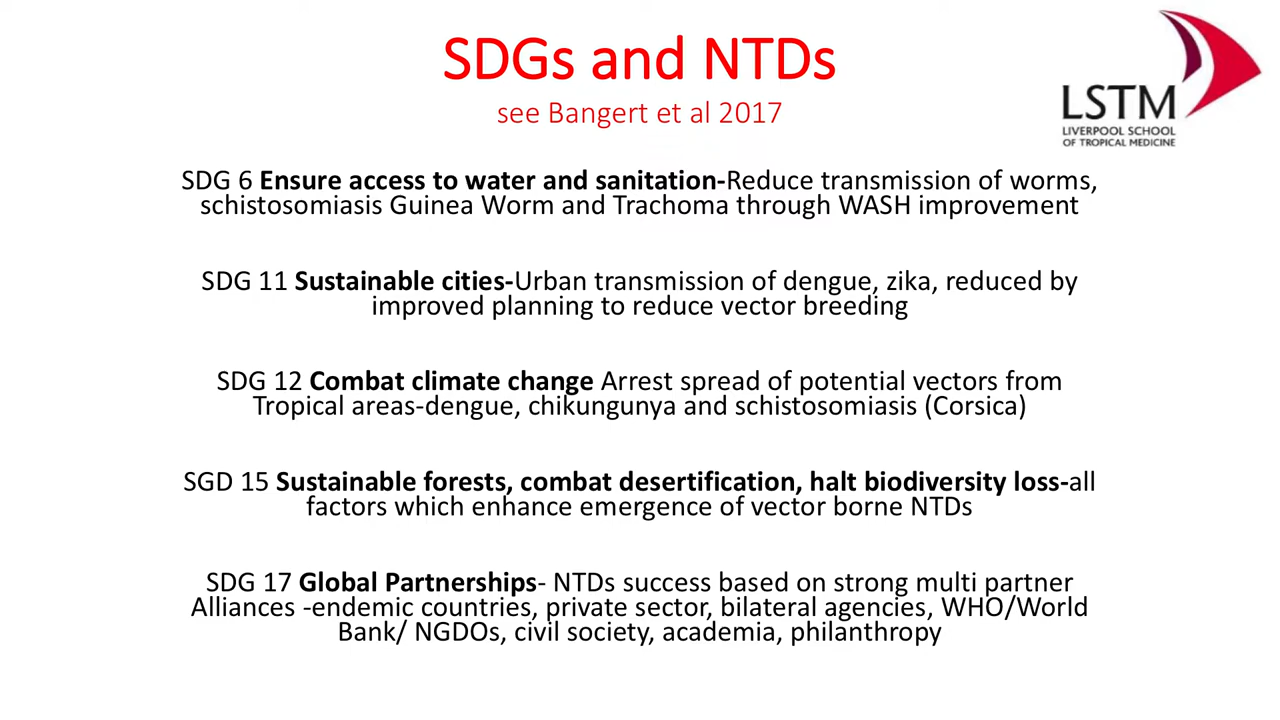 SDGs and NTDs
see Bangert et al 2017
LSTM
LIVERPOOL SCHOOL
OF TROPICAL MEDICINE
SDG 6 Ensure access to water and sanitation-Reduce transmission of worms,
schistosomiasis Guinea Worm and Trachoma through WASH improvement
SDG 11 Sustainable cities-Urban transmission of dengue, zika, reduced by
improved planning to reduce vector breeding
SDG 12 Combat climate change Arrest spread of potential vectors from
Tropical areas-dengue, chikungunya and schistosomiasis (Corsica)
SGD 15 Sustainable forests, combat desertification, halt biodiversity loss-all
factors which enhance emergence of vector borne NTDs
SDG 17 Global Partnerships- NTDs success based on strong multi partner
Alliances -endemic countries, private sector, bilateral agencies, WHO/World
Bank/ NGDOs, civil society, academia, philanthropy